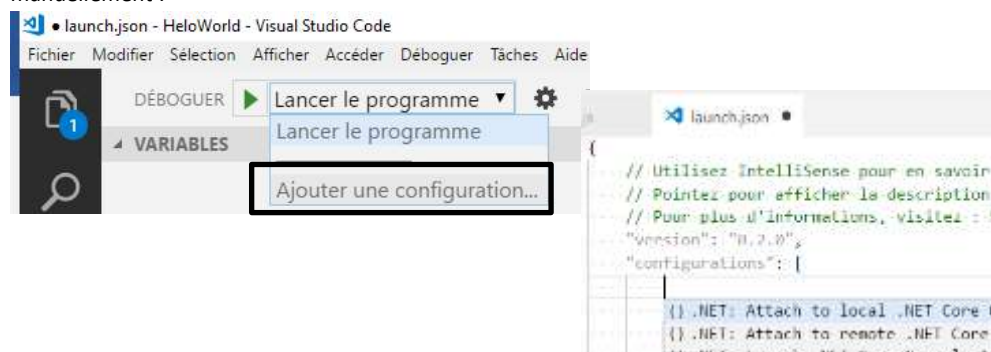 ● launch.json - HeloWorld - Visual Studio Code
Fichier Modifier Sélection Afficher Accéder Déboguer Tâches Aide
1
DÉBOGUER Lancer le programme
VARIABLES
Lancer le programme
Ajouter une configuration...
launch.json ●
{
// Utilisez IntelliSense pour en savoir
// Pointez pour afficher la description
// Pour plus d'informations, visitez :
"version": "0.2.0",
"configurations": [
{} .NET: Attach to local .NET Core
{} .NET: Attach to remote .NET Core